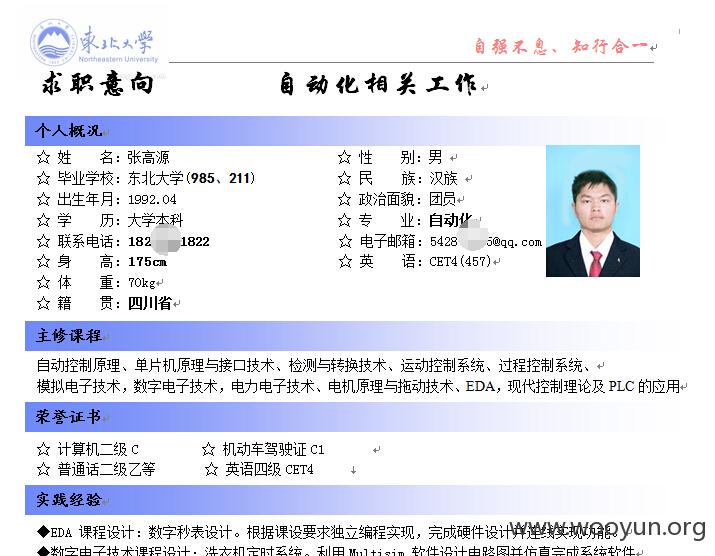 東北大学
Northeastern University
自强不息、知行合一
求职意向 自动化相关工作
个人概况
☆ 姓 名：张高源 ☆ 性 别：男
☆ 毕业学校：东北大学(985、211) ☆ 民 族：汉族
☆ 出生年月：1992.04 ☆ 政治面貌：团员
☆ 学 历：大学本科 ☆ 专 业：自动化
☆ 联系电话：182 1822 ☆ 电子邮箱：5428 5@qq.com
☆ 身 高：175cm ☆ 英 语：CET4(457)
☆ 体 重：70kg
☆ 籍 贯：四川省
主修课程
自动控制原理、单片机原理与接口技术、检测与转换技术、运动控制系统、过程控制系统、
模拟电子技术，数字电子技术，电力电子技术、电机原理与拖动技术、EDA，现代控制理论及 PLC 的应用
荣誉证书
☆ 计算机二级 C ☆ 机动车驾驶证 C1
☆ 普通话二级乙等 ☆ 英语四级 CET4
实践经验
◆EDA 课程设计：数字秒表设计。根据课设要求独立编程实现，完成硬件设计并连线实现功能。
www.wooyun.org
◆数字电子技术课程设计：洗衣机定时系统。利用 Multisim 软件设计电路图并仿真完成系统软件